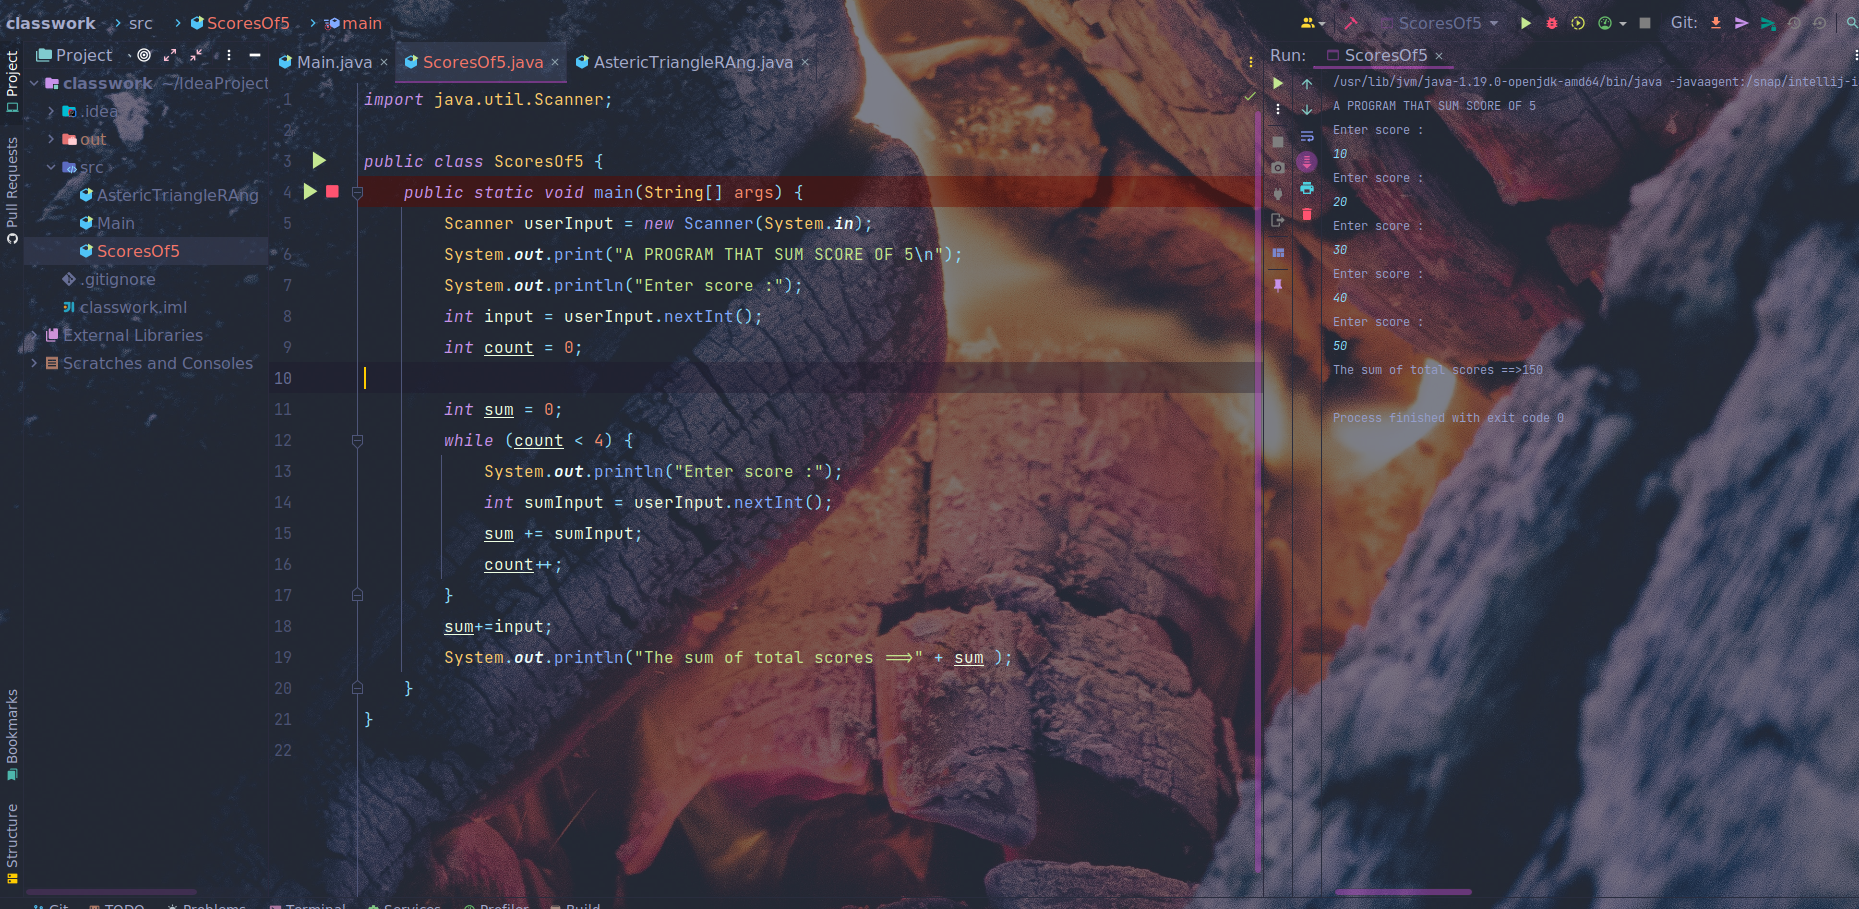 classwork src ScoresOf5 main
ScoresOf5 Git:
Project
Pull Requests
Bookmarks
Structure
Project
classwork ~/IdeaProject
.idea
out
src
AstericTriangleRAng
Main
ScoresOf5
.gitignore
classwork.iml
External Libraries
Scratches and Consoles
Main.java × ScoresOf5.java × AstericTriangleRAng.java ×
1 import java.util.Scanner;
2
3 public class ScoresOf5 {
4 public static void main(String[] args) {
5 Scanner userInput = new Scanner(System.in);
6 System.out.print("A PROGRAM THAT SUM SCORE OF 5\n");
7 System.out.println("Enter score :");
8 int input = userInput.nextInt();
9 int count = 0;
10
11 int sum = 0;
12 while (count < 4) {
13 System.out.println("Enter score :");
14 int sumInput = userInput.nextInt();
15 sum += sumInput;
16 count++;
17 }
18 sum+=input;
19 System.out.println("The sum of total scores ==>" + sum );
20 }
21 }
22
Run: ScoresOf5 ×
/usr/lib/jvm/java-1.19.0-openjdk-amd64/bin/java -javaagent:/snap/intellij-i
A PROGRAM THAT SUM SCORE OF 5
Enter score :
10
Enter score :
20
Enter score :
30
Enter score :
40
Enter score :
50
The sum of total scores ==>150
Process finished with exit code 0
Git TODO Problems Terminal Services Profiler Build